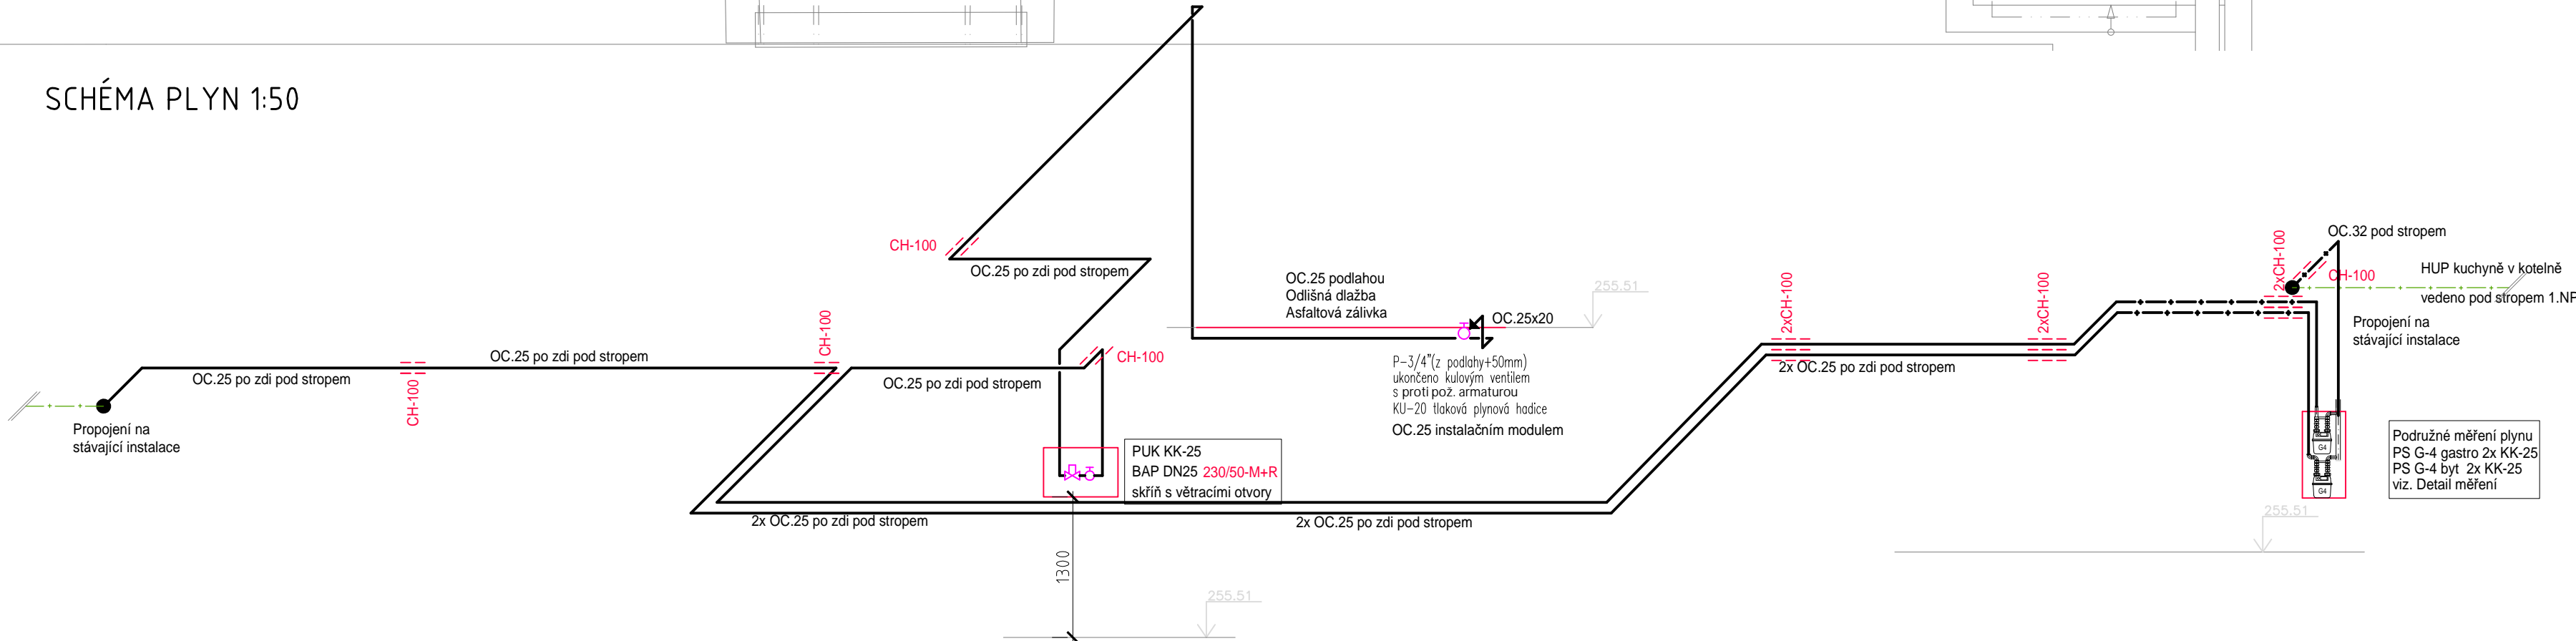 SCHÉMA PLYN 1:50
OC.32 pod stropem
2xCH-100
CH-100
HUP kuchyně v kotelně
vedeno pod stropem 1.NP
Propojení na
stávající instalace
CH-100
OC.25 po zdi pod stropem
OC.25 podlahou
Odlišná dlažba
Asfaltová zálivka
255.51
OC.25x20
2xCH-100
2xCH-100
2x OC.25 po zdi pod stropem
P-3/4"(z podlahy+50mm)
ukončeno kulovým ventilem
s proti pož. armaturou
KU-20 tlaková plynová hadice
OC.25 instalačním modulem
CH-100
CH-100
OC.25 po zdi pod stropem
OC.25 po zdi pod stropem
OC.25 po zdi pod stropem
CH-100
Propojení na
stávající instalace
PUK KK-25
BAP DN25 230/50-M+R
skříň s větracími otvory
G4
G4
Podružné měření plynu
PS G-4 gastro 2x KK-25
PS G-4 byt 2x KK-25
viz. Detail měření
2x OC.25 po zdi pod stropem
2x OC.25 po zdi pod stropem
255.51
1300
255.51